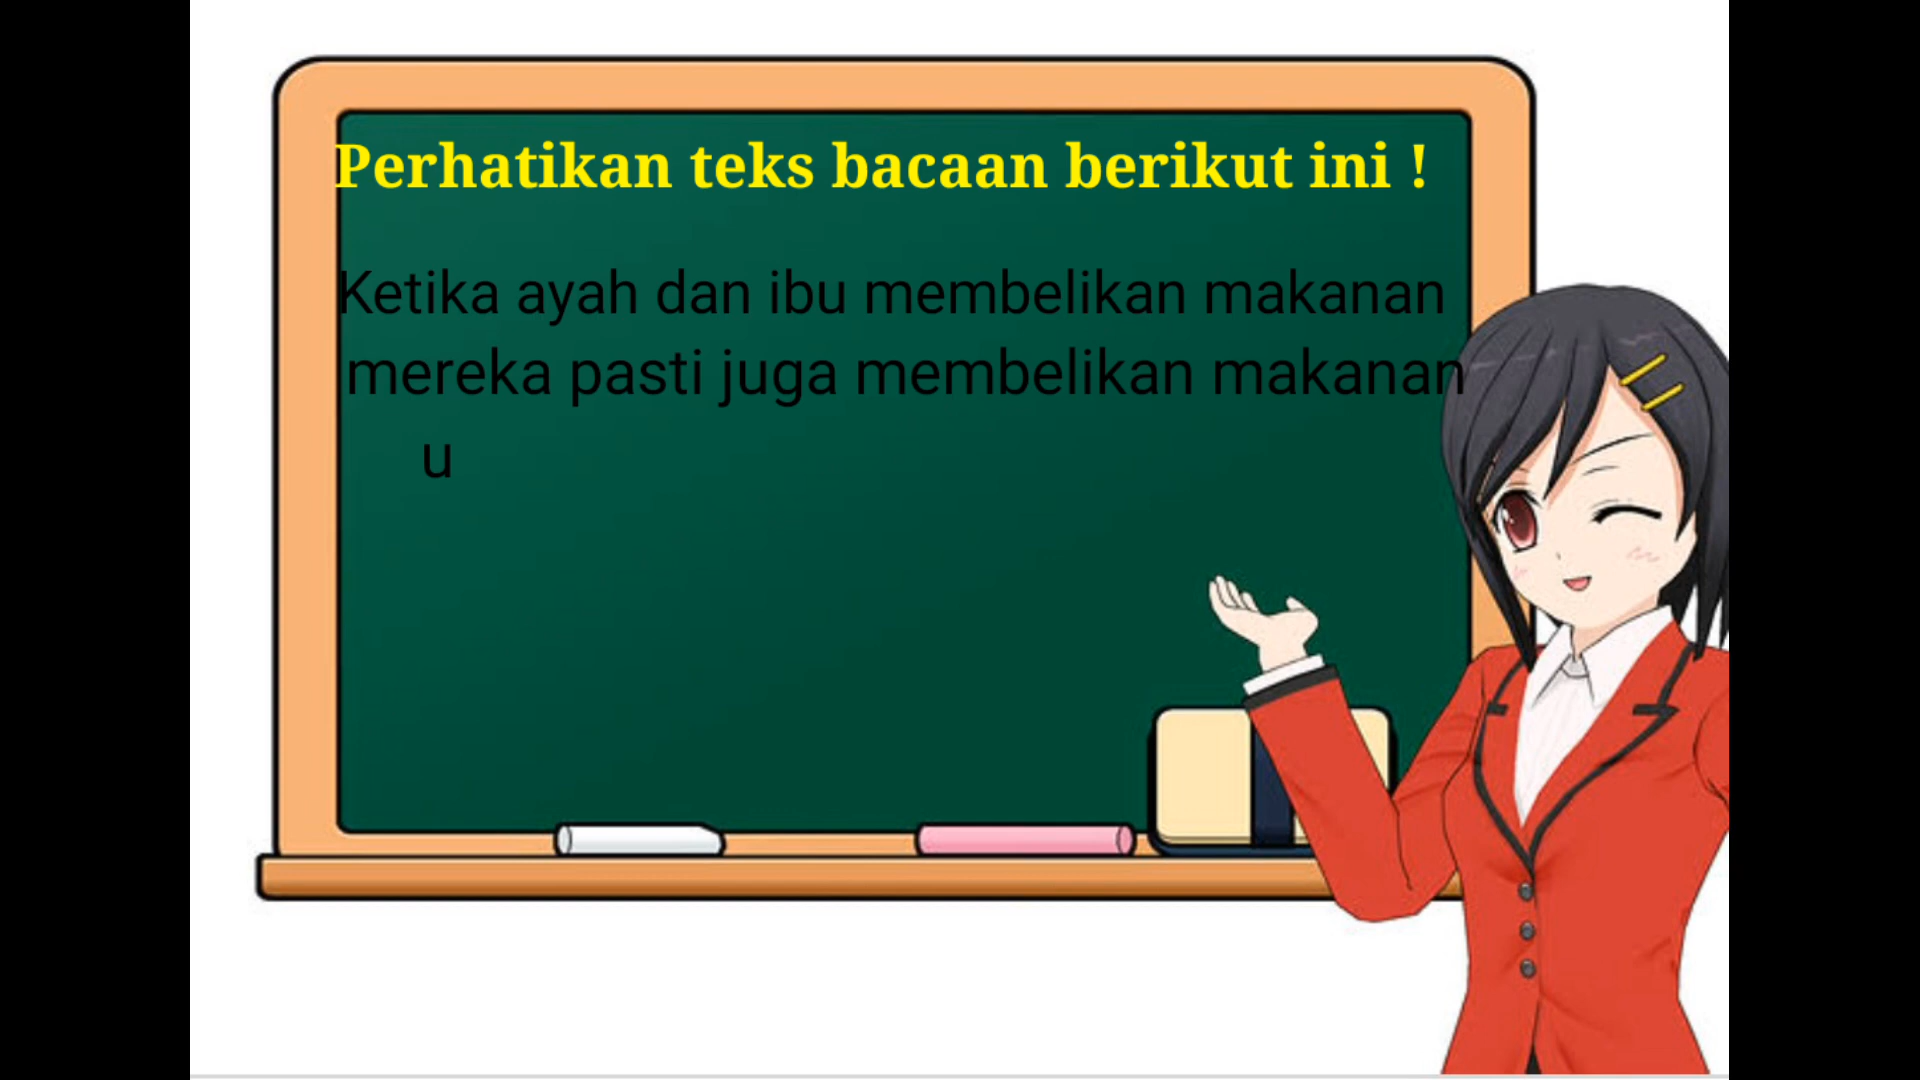 Perhatikan teks bacaan berikut ini !
Ketika ayah dan ibu membelikan makanan
mereka pasti juga membelikan makanan
u